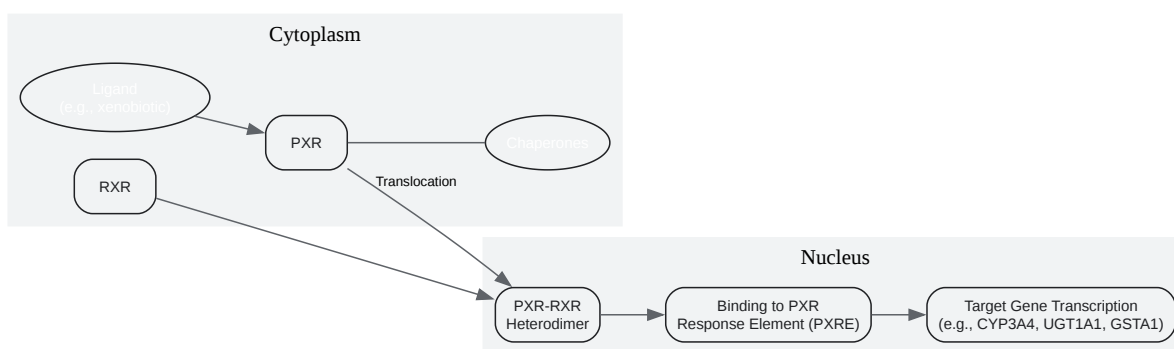 Cytoplasm
Ligand
(e.g., xenobiotic)
PXR
Chaperones
RXR
Translocation
Nucleus
PXR-RXR
Heterodimer
Binding to PXR
Response Element (PXRE)
Target Gene Transcription
(e.g., CYP3A4, UGT1A1, GSTA1)